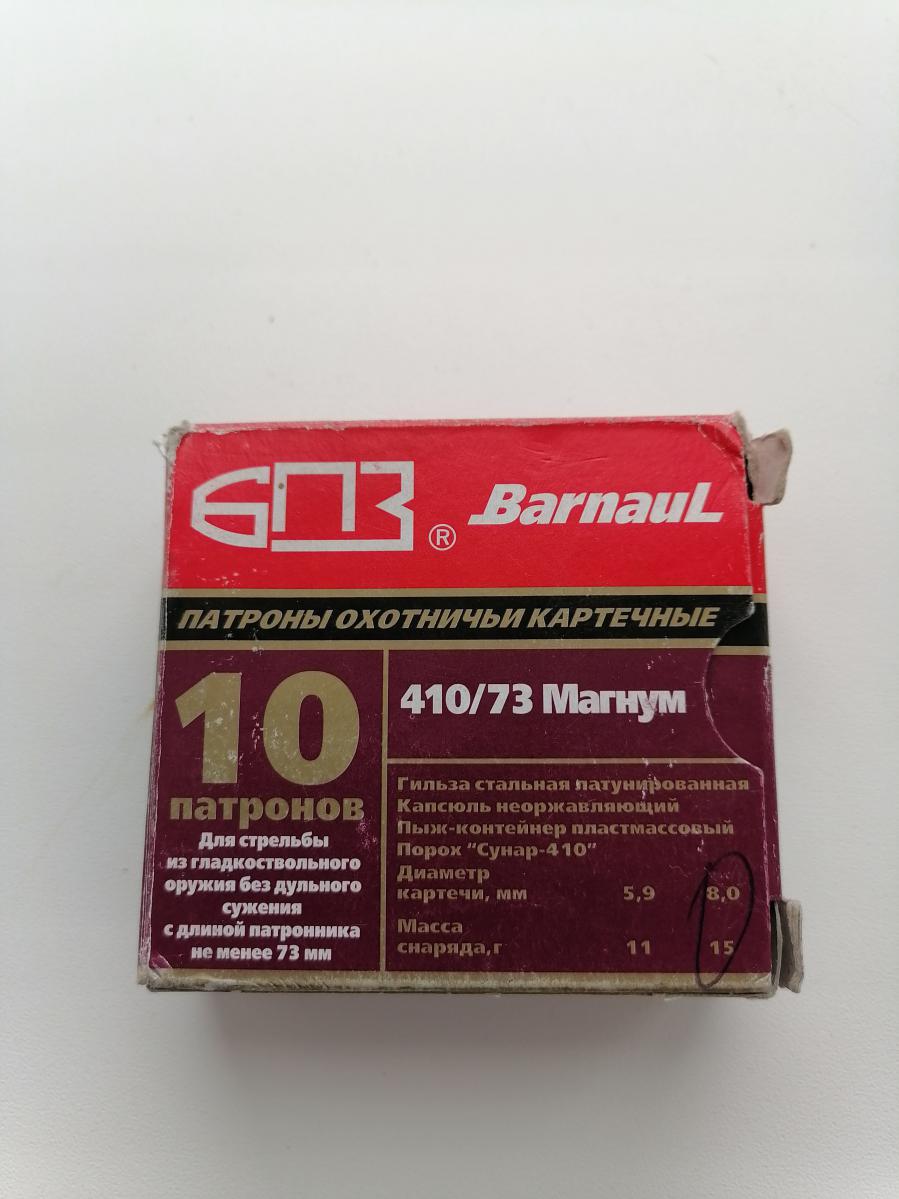 БПЗ ® BarnauL
ПАТРОНЫ ОХОТНИЧЬИ КАРТЕЧНЫЕ
10
патронов
Для стрельбы
из гладкоствольного
оружия без дульного
сужения
с длиной патронника
не менее 73 мм
410/73 Магнум
Гильза стальная латунированная
Капсюль неоржавляющий
Пыж-контейнер пластмассовый
Порох "Сунар-410"
Диаметр
картечи, мм 5,9 8,0
Масса
снаряда,г 11 15